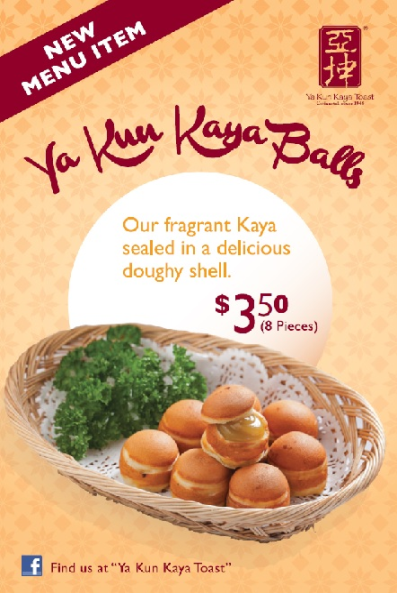 NEW
MENU ITEM
亞
坤
Ya Kun Kaya Toast
Ya Kun Kaya Balls
Our fragrant Kaya
sealed in a delicious
doughy shell.
$3.50
(8 Pieces)
f Find us at "Ya Kun Kaya Toast"